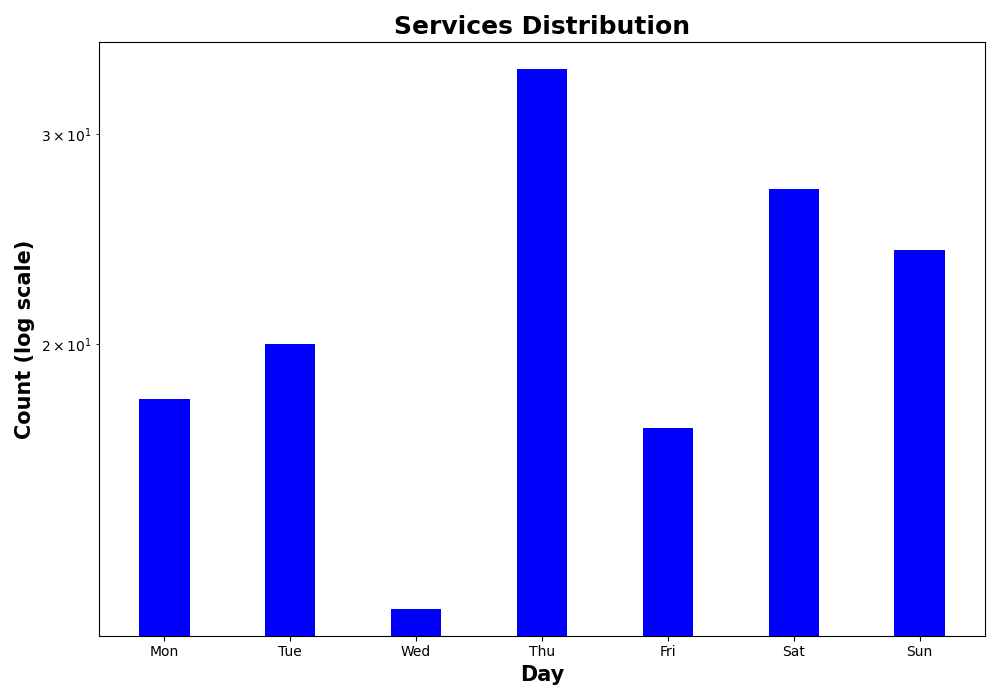 Services Distribution
3 × 10¹
2 × 10¹
Count (log scale)
Mon Tue Wed Thu Fri Sat Sun
Day